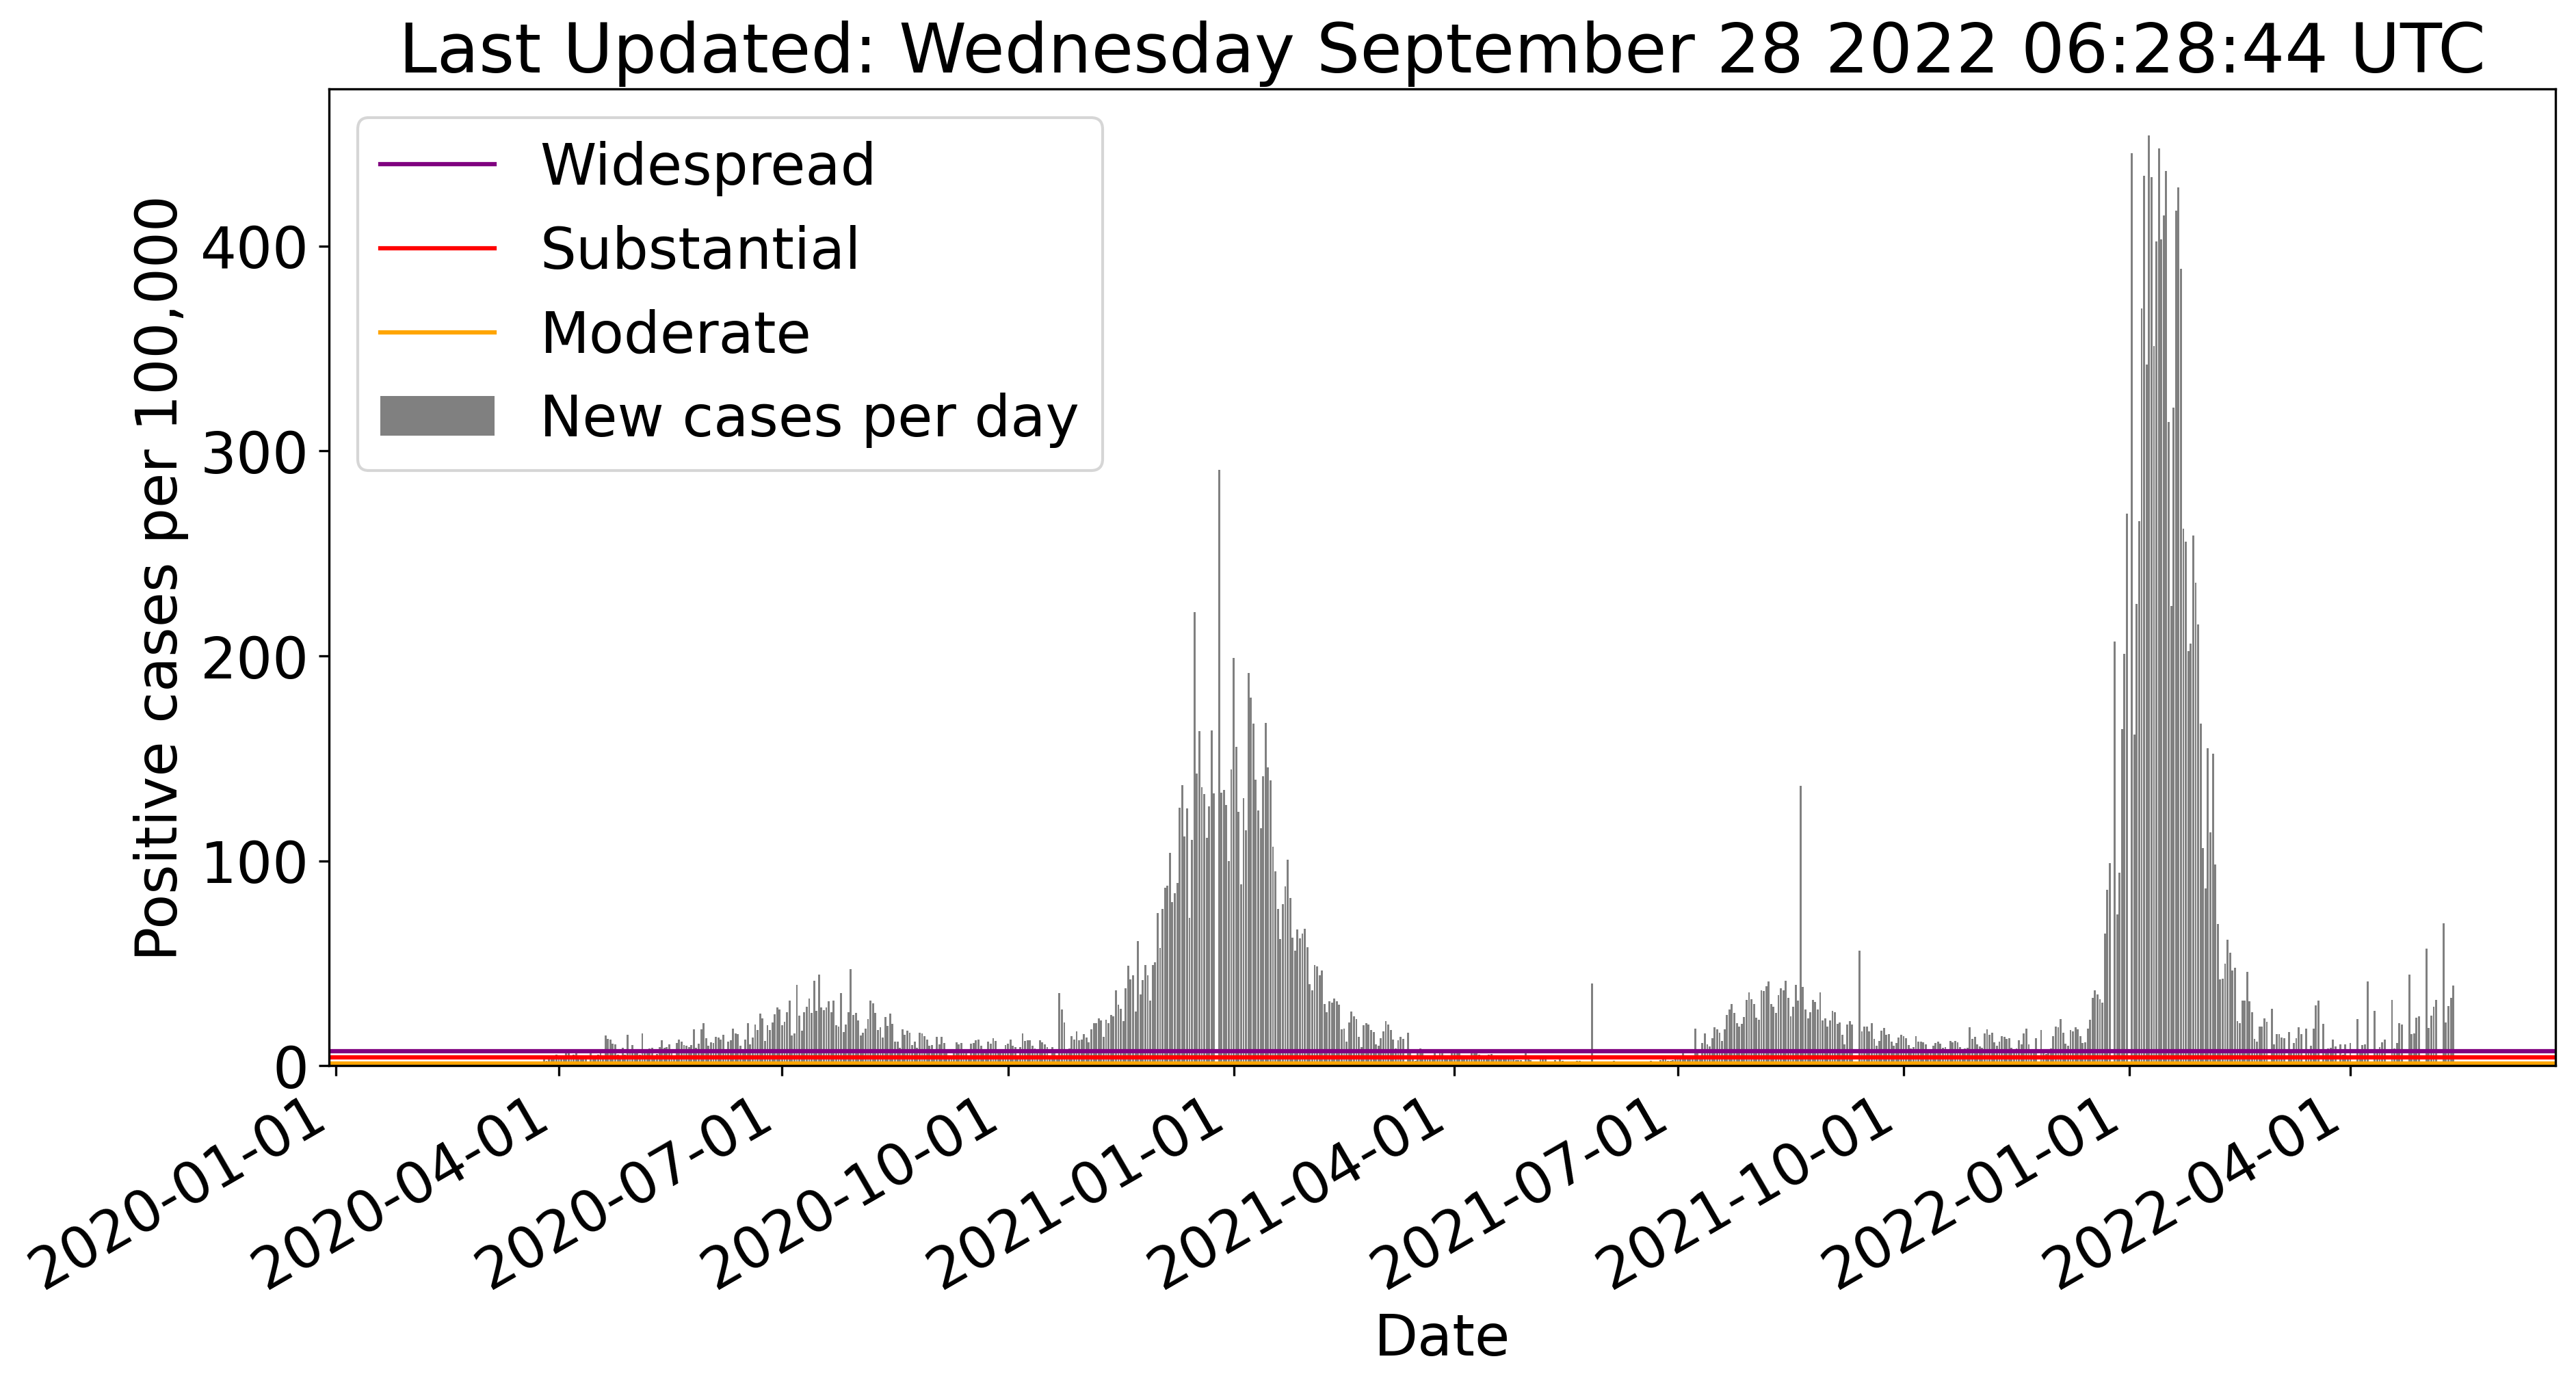 Last Updated: Wednesday September 28 2022 06:28:44 UTC
Widespread
Substantial
Moderate
New cases per day
Positive cases per 100,000
400
300
200
100
0
2020-01-01
2020-04-01
2020-07-01
2020-10-01
2021-01-01
2021-04-01
2021-07-01
2021-10-01
2022-01-01
2022-04-01
Date